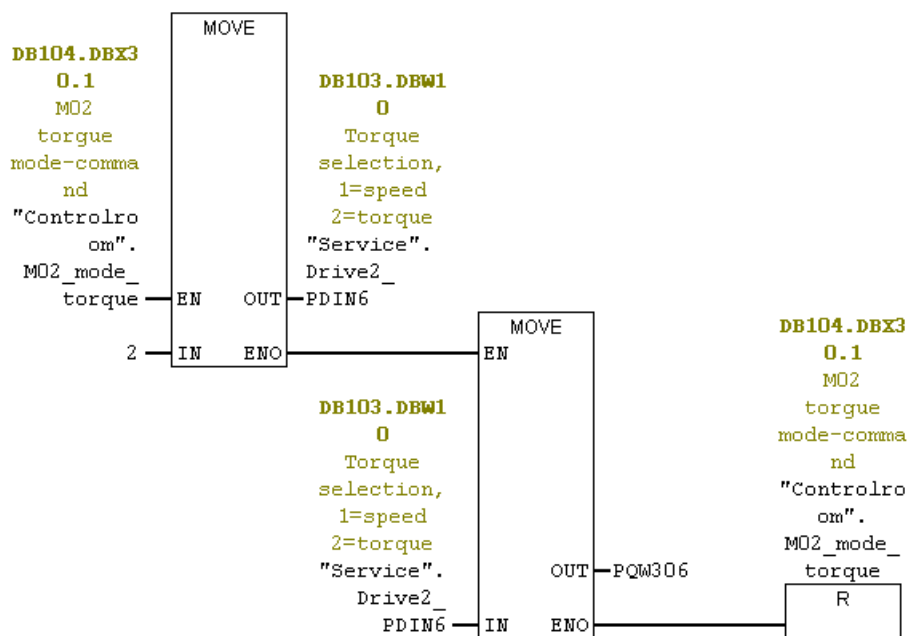 MOVE
DB104.DBX3
0.1
M02
torgue
mode-comma
nd
"Controlro
om".
M02_mode_
torque
EN
OUT
2
IN
ENO
DB103.DBW1
0
Torque
selection,
1=speed
2=torque
"Service".
Drive2_
PDIN6
MOVE
EN
DB103.DBW1
0
Torque
selection,
1=speed
2=torque
"Service".
Drive2_
PDIN6
IN
OUT
PQW306
ENO
DB104.DBX3
0.1
M02
torgue
mode-comma
nd
"Controlro
om".
M02_mode_
torque
R